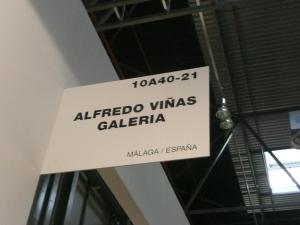 10A40-21
ALFREDO VIÑAS
GALERIA
MÁLAGA / ESPAÑA